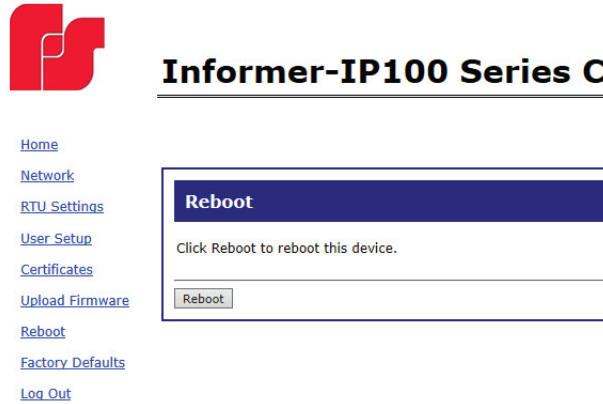 Informer-IP100 Series
Home
Network
RTU Settings
User Setup
Certificates
Upload Firmware
Reboot
Factory Defaults
Log Out
Reboot
Click Reboot to reboot this device.
Reboot